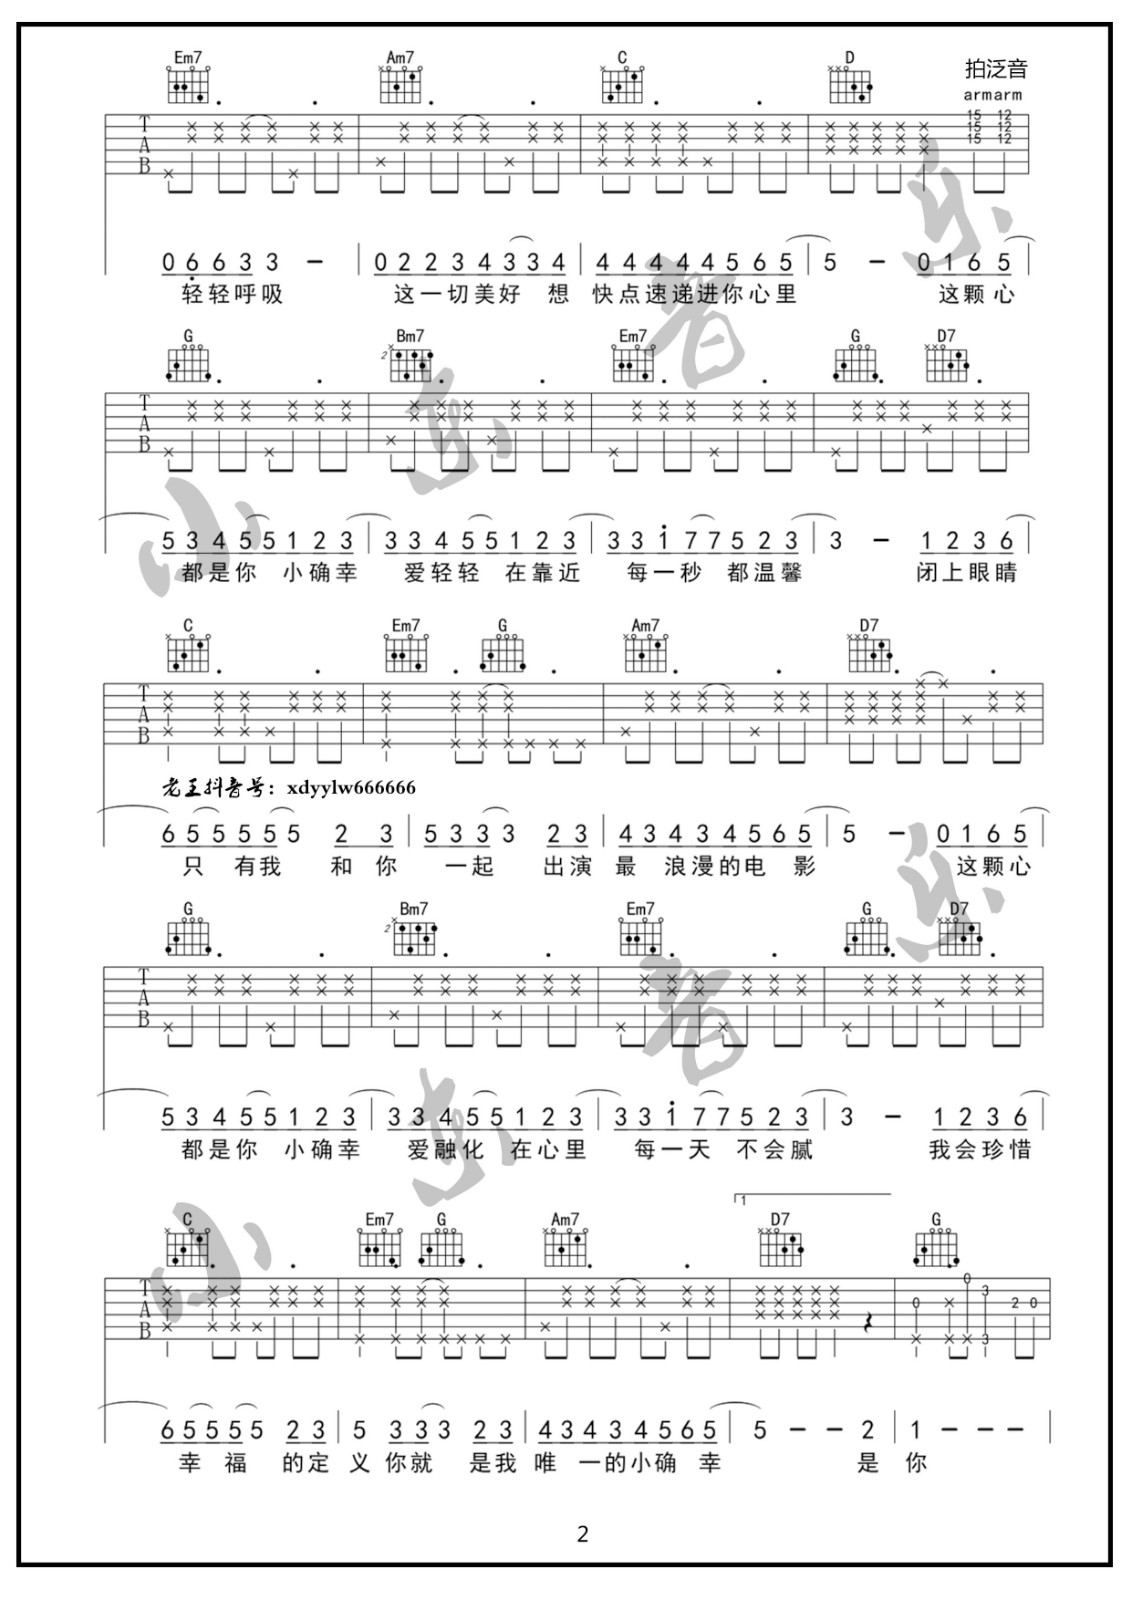 Em7 Am7 C D 拍泛音
armarm
15 12
T 15 12
A 15 12
B
0 6 6 3 3 － 0 2 2 3 4 3 3 4 4 4 4 4 4 5 6 5 5 － 0 1 6 5
轻轻呼吸 这一切美好 想 快点速递进你心里 这颗心
G Bm7 Em7 G D7
2
T
A
B
5 3 4 5 5 1 2 3 3 3 4 5 5 1 2 3 3 3 1 7 7 5 2 3 3 － 1 2 3 6
都是你 小确幸 爱轻轻 在靠近 每一秒 都温馨 闭上眼睛
C Em7 G Am7 D7
T
A
B
老王抖音号：xdyylw666666
6 5 5 5 5 5 2 3 5 3 3 3 2 3 4 3 4 3 4 5 6 5 5 － 0 1 6 5
只 有我 和 你 一起 出演 最 浪漫的电 影 这颗心
G Bm7 Em7 G D7
2
T
A
B
5 3 4 5 5 1 2 3 3 3 4 5 5 1 2 3 3 3 1 7 7 5 2 3 3 － 1 2 3 6
都是你 小确幸 爱融化 在心里 每一天 不会腻 我会珍惜
1
C Em7 G Am7 D7 G
T 0 3
A 0 2 0
B 3
6 5 5 5 5 5 2 3 5 3 3 3 2 3 4 3 4 3 4 5 6 5 5 － － 2 1 － － －
幸 福 的定 义 你就 是我 唯 一的小确 幸 是 你
2
小乐音乐
小乐音乐